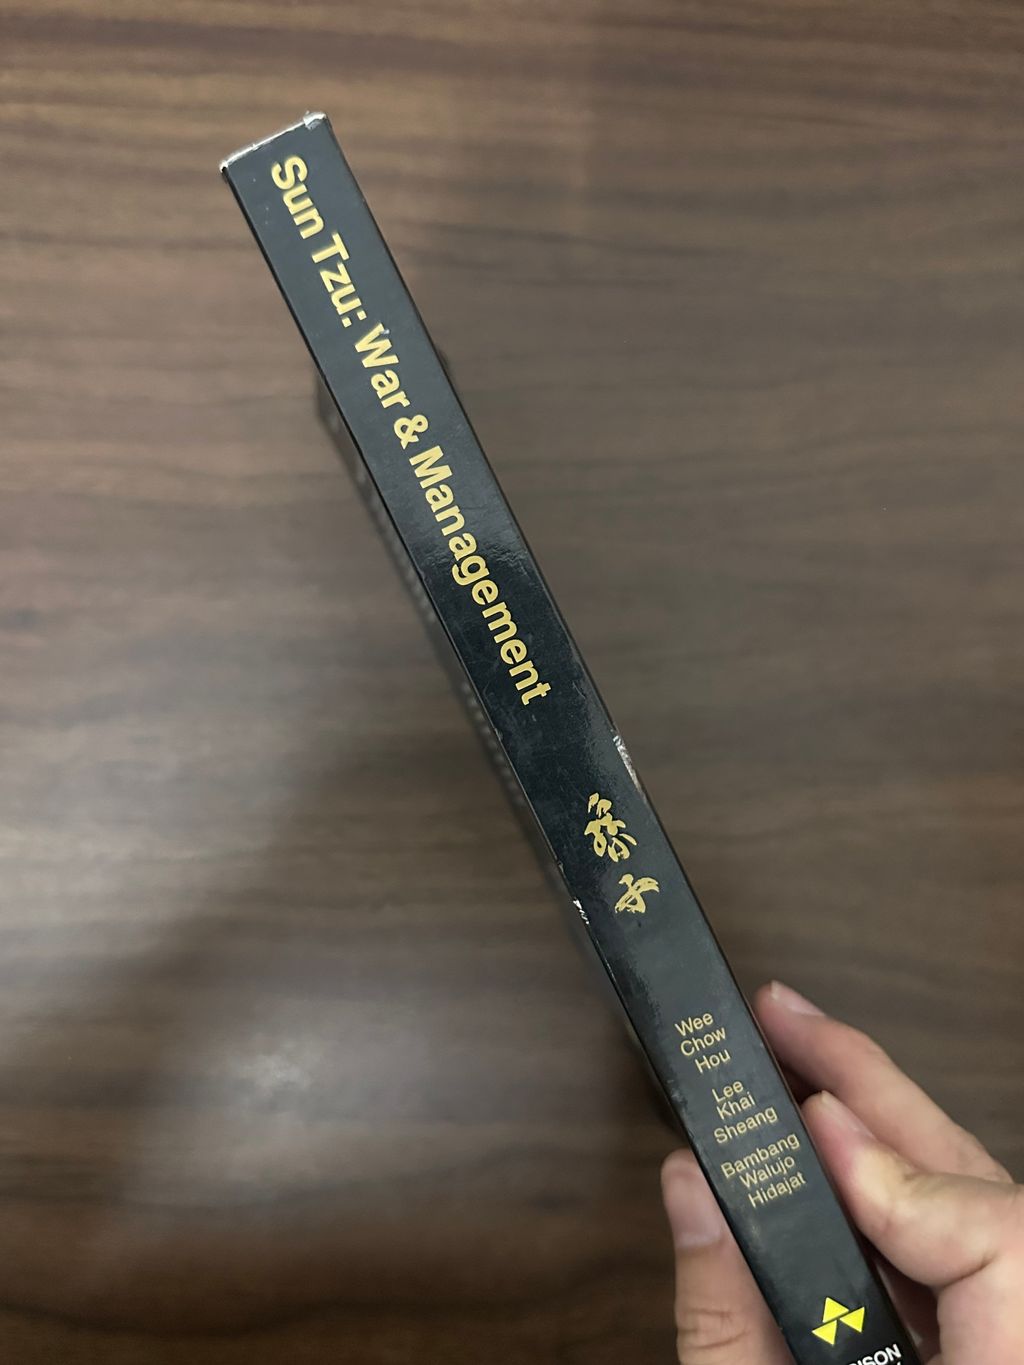 Sun Tzu: War & Management
孫子
Wee
Chow
Hou
Lee
Khai
Sheang
Bambang
Walujo
Hidajat